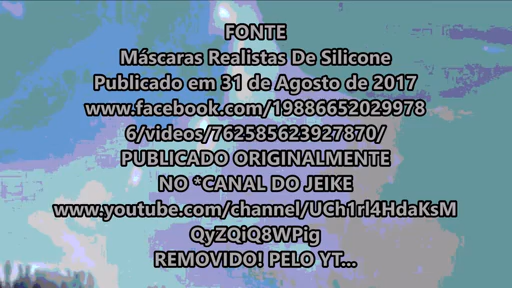 FONTE
Máscaras Realistas De Silicone
Publicado em 31 de Agosto de 2017
www.facebook.com/19886652029978
6/videos/762585623927870/
PUBLICADO ORIGINALMENTE
NO *CANAL DO JEIKE
www.youtube.com/channel/UCh1rl4HdaKsM
QyZQiQ8WPig
REMOVIDO! PELO YT...